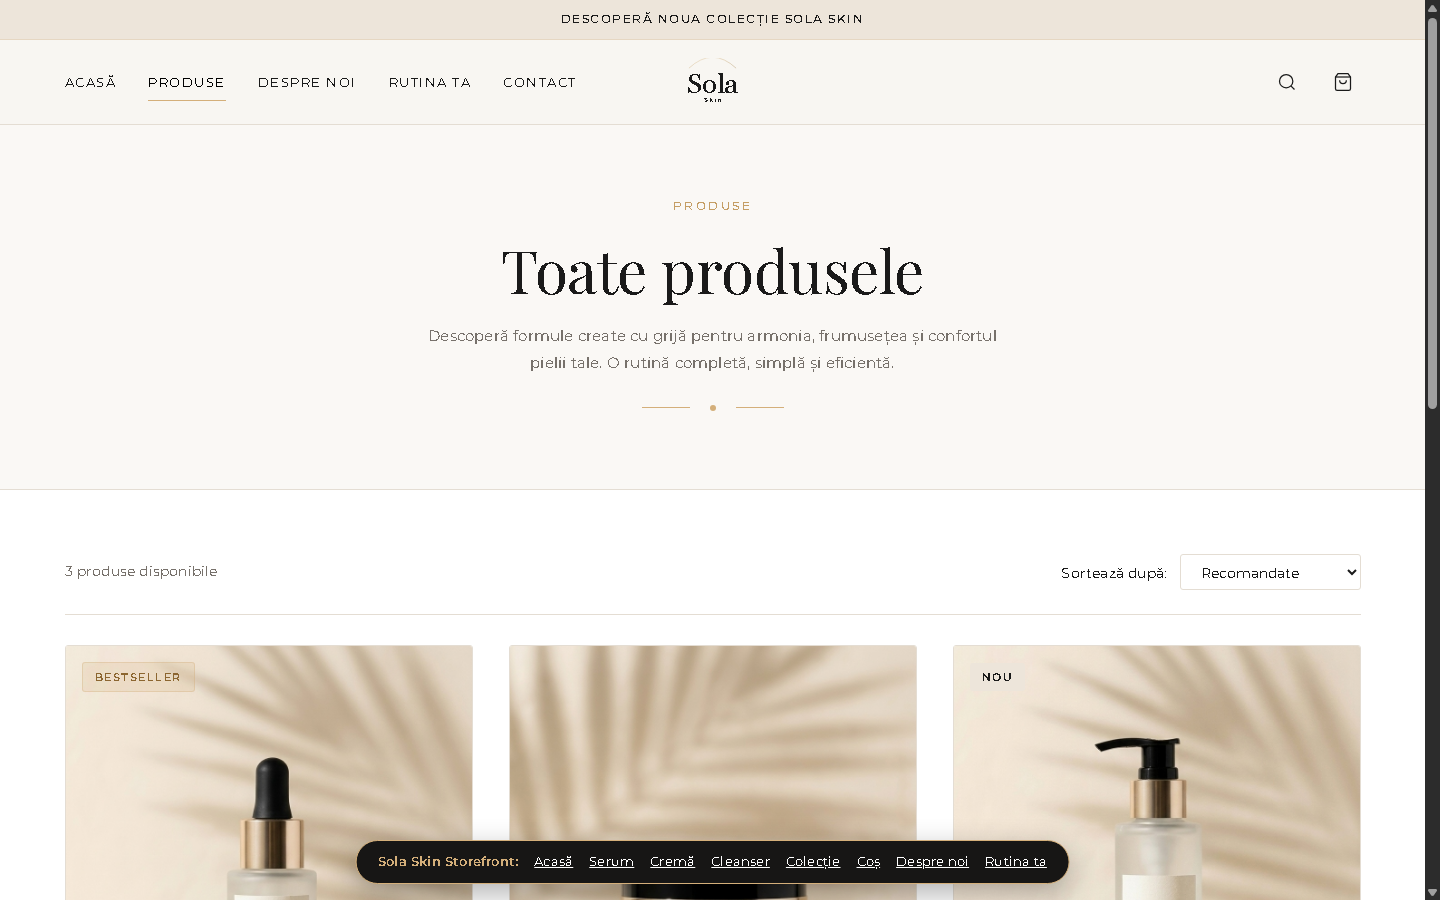 DESCOPERĂ NOUA COLECȚIE SOLA SKIN
ACASĂ PRODUSE DESPRE NOI RUTINA TA CONTACT
Sola
Skin
PRODUSE
Toate produsele
Descoperă formule create cu grijă pentru armonia, frumusețea și confortul
pielii tale. O rutină completă, simplă și eficientă.
3 produse disponibile
Sortează după: Recomandate
BESTSELLER
NOU
Sola Skin Storefront: Acasă Serum Cremă Cleanser Colecție Coș Despre noi Rutina ta